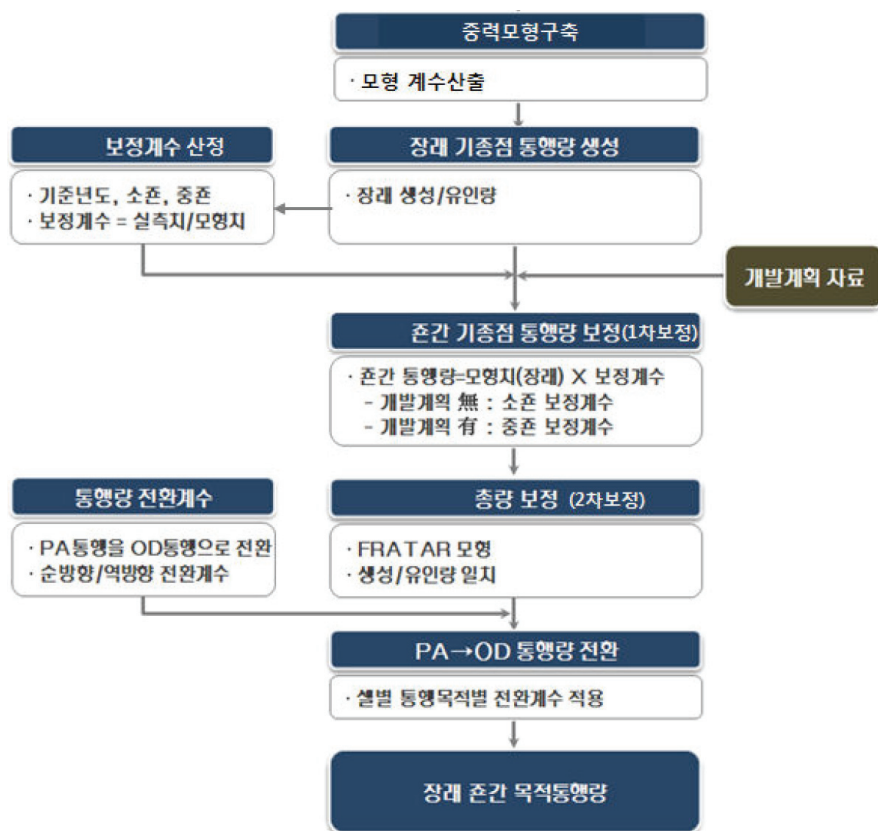 중력모형구축
· 모형 계수산출
보정계수 산정
· 기준년도, 소죤, 중죤
· 보정계수 = 실측치/모형치
장래 기종점 통행량 생성
· 장래 생성/유인량
개발계획 자료
죤간 기종점 통행량 보정(1차보정)
· 죤간 통행량=모형치(장래) X 보정계수
- 개발계획 無 : 소죤 보정계수
- 개발계획 有 : 중죤 보정계수
통행량 전환계수
· PA통행을 OD통행으로 전환
· 순방향/역방향 전환계수
총량 보정 (2차보정)
· FRATAR 모형
· 생성/유인량 일치
PA→OD 통행량 전환
· 셀별 통행목적별 전환계수 적용
장래 죤간 목적통행량